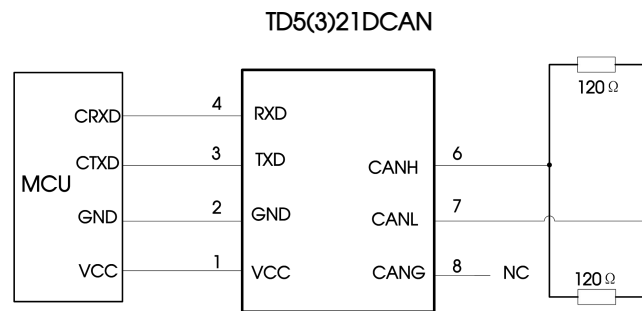 TD5(3)21DCAN
120Ω
CRXD 4 RXD
CTXD 3 TXD
CANH 6
MCU
GND 2 GND
CANL 7
VCC 1 VCC
CANG 8 NC
120Ω